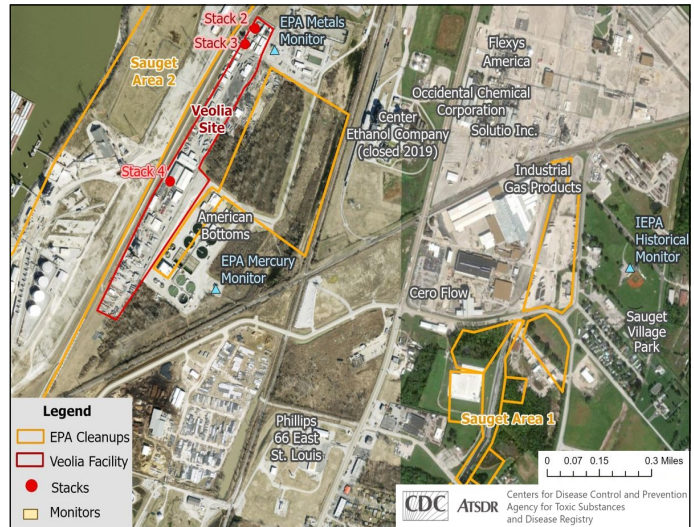 Stack 2
Stack 3
EPA Metals
Monitor
Sauget
Area 2
Veolia
Site
Stack 4
American
Bottoms
EPA Mercury
Monitor
Flexys
America
Occidental Chemical
Corporation
Solutio Inc.
Center
Ethanol Company
(closed 2019)
Industrial
Gas Products
IEPA
Historical
Monitor
Cero Flow
Sauget
Village
Park
Sauget Area 1
Phillips
66 East
St. Louis
Legend
EPA Cleanups
Veolia Facility
Stacks
Monitors
0 0.07 0.15 0.3 Miles
CDC ATSDR
Centers for Disease Control and Prevention
Agency for Toxic Substances
and Disease Registry